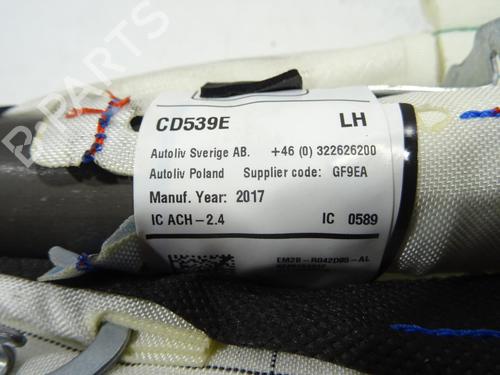 CD539E LH
Autoliv Sverige AB. +46 (0) 322626200
Autoliv Poland Supplier code: GF9EA
Manuf. Year: 2017
IC ACH-2.4 IC 0589
EM2B-R042D95-AL
B-PARTS